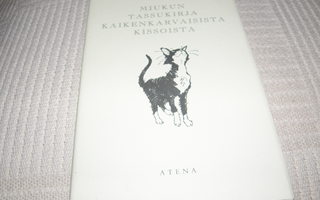 MIUKUN
TASSUKIRJA
KAIKENKARVAISISTA
KISSOISTA
ATENA